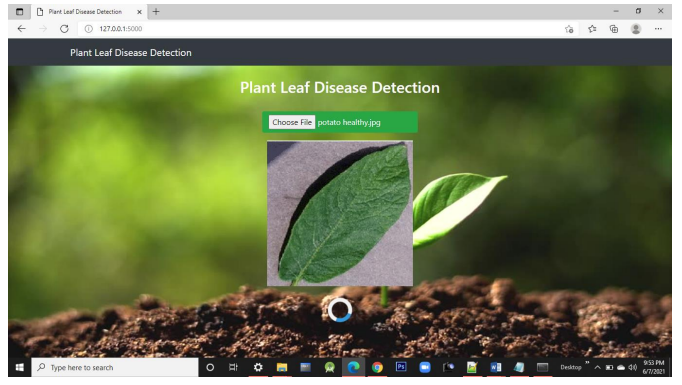 Plant Leaf Disease Detection
127.0.0.1:5000
Plant Leaf Disease Detection
Plant Leaf Disease Detection
Choose File potato healthy.jpg
Type here to search
Desktop
9:53 PM
6/7/2021